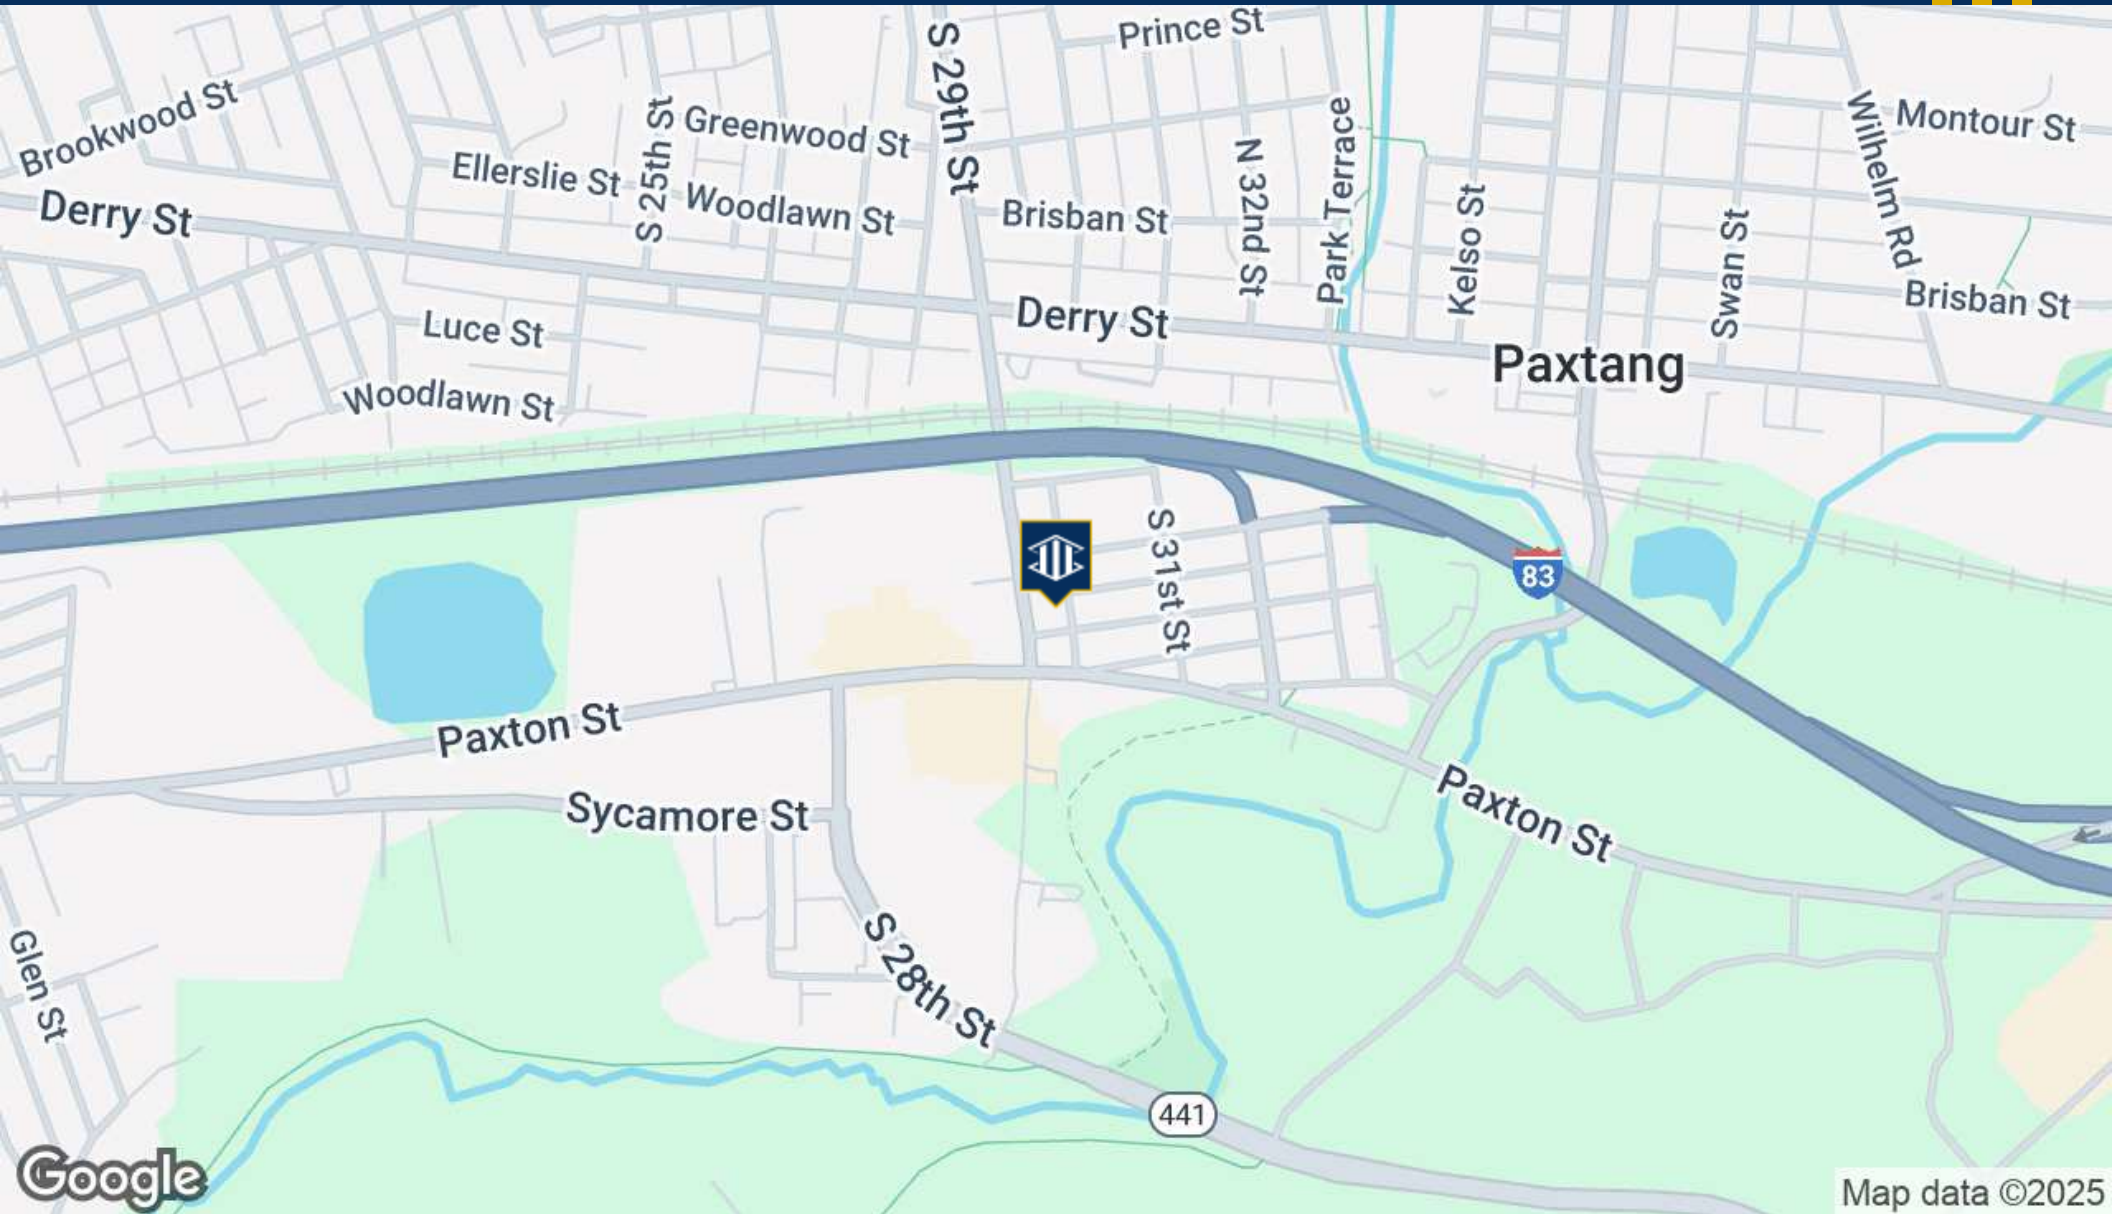 Prince St
S 29th St
Brookwood St
S 25th St
Greenwood St
Park Terrace
Wilhelm Rd
Montour St
Ellerslie St
N 32nd St
Derry St
Woodlawn St
Brisban St
Kelso St
Swan St
Brisban St
Luce St
Derry St
Paxtang
Woodlawn St
S 31st St
83
Paxton St
Sycamore St
Paxton St
Glen St
S 28th St
441
Google
Map data ©2025